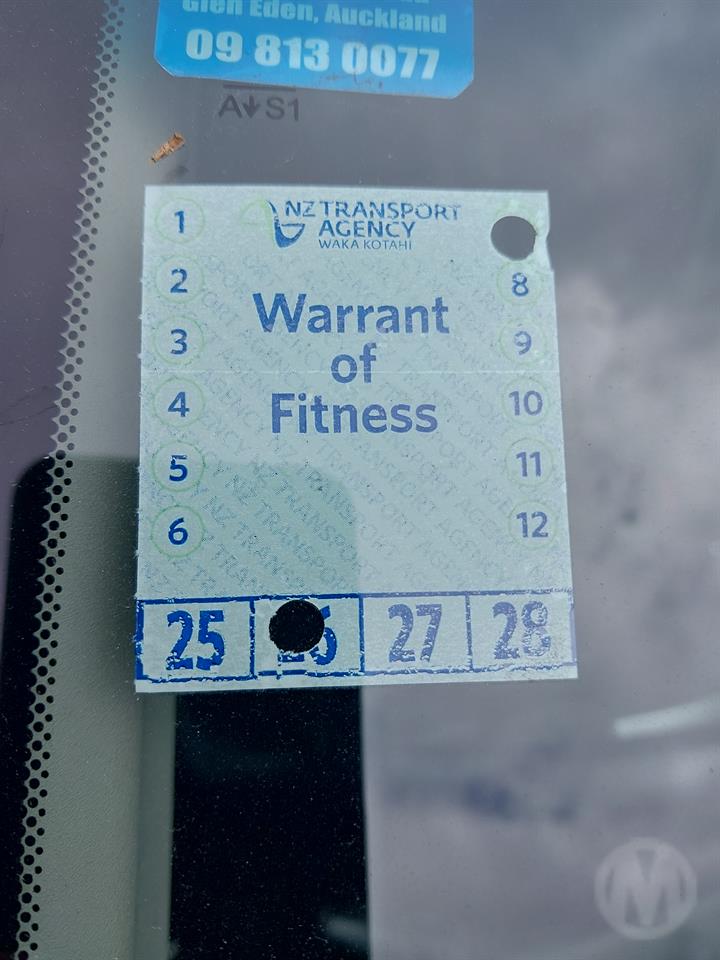 Glen Eden, Auckland
09 813 0077
A↓S1
NZ TRANSPORT
AGENCY
WAKA KOTAHI
1
2
3
4
5
6
8
9
10
11
12
Warrant
of
Fitness
25 6 27 28
M